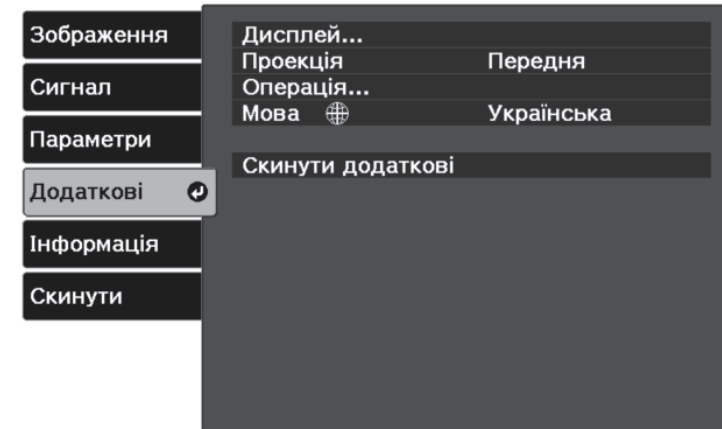 Зображення
Сигнал
Параметри
Додаткові
Інформація
Скинути
Дисплей...
Проекція Передня
Операція...
Мова Українська
Скинути додаткові